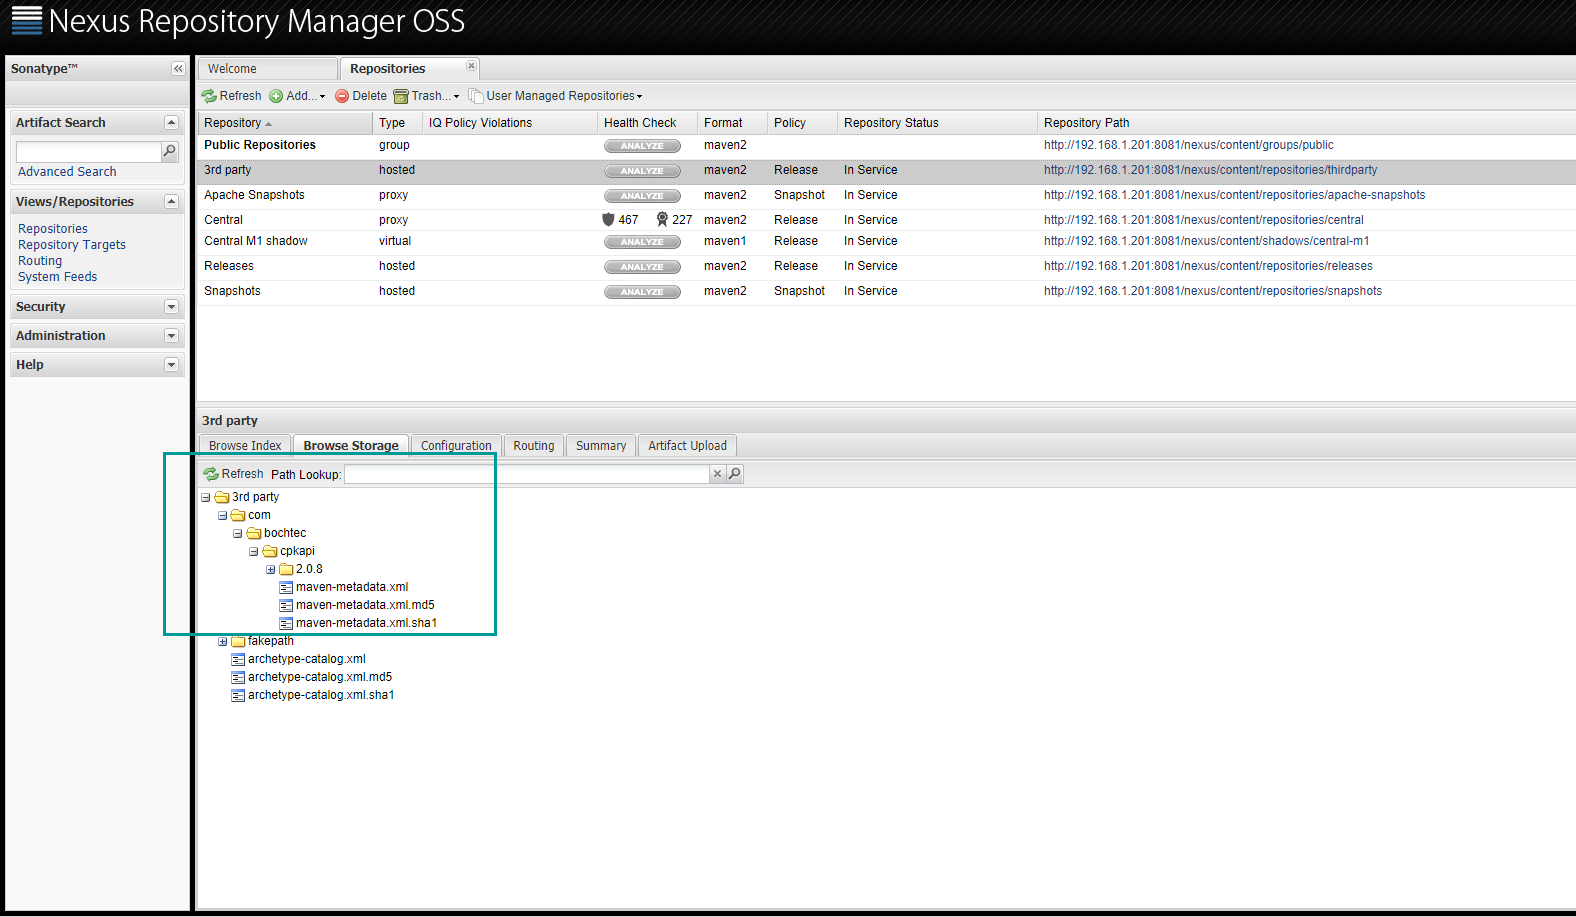 Nexus Repository Manager OSS
Sonatype™
Welcome Repositories
Refresh Add... Delete Trash... User Managed Repositories
Artifact Search
Advanced Search
Views/Repositories
Repositories
Repository Targets
Routing
System Feeds
Security
Administration
Help
Repository Type IQ Policy Violations Health Check Format Policy Repository Status Repository Path
Public Repositories group ANALYZE maven2 http://192.168.1.201:8081/nexus/content/groups/public
3rd party hosted ANALYZE maven2 Release In Service http://192.168.1.201:8081/nexus/content/repositories/thirdparty
Apache Snapshots proxy ANALYZE maven2 Snapshot In Service http://192.168.1.201:8081/nexus/content/repositories/apache-snapshots
Central proxy 467 227 maven2 Release In Service http://192.168.1.201:8081/nexus/content/repositories/central
Central M1 shadow virtual ANALYZE maven1 Release In Service http://192.168.1.201:8081/nexus/content/shadows/central-m1
Releases hosted ANALYZE maven2 Release In Service http://192.168.1.201:8081/nexus/content/repositories/releases
Snapshots hosted ANALYZE maven2 Snapshot In Service http://192.168.1.201:8081/nexus/content/repositories/snapshots
3rd party
Browse Index Browse Storage Configuration Routing Summary Artifact Upload
Refresh Path Lookup:
3rd party
com
bochtec
cpkapi
2.0.8
maven-metadata.xml
maven-metadata.xml.md5
maven-metadata.xml.sha1
fakepath
archetype-catalog.xml
archetype-catalog.xml.md5
archetype-catalog.xml.sha1